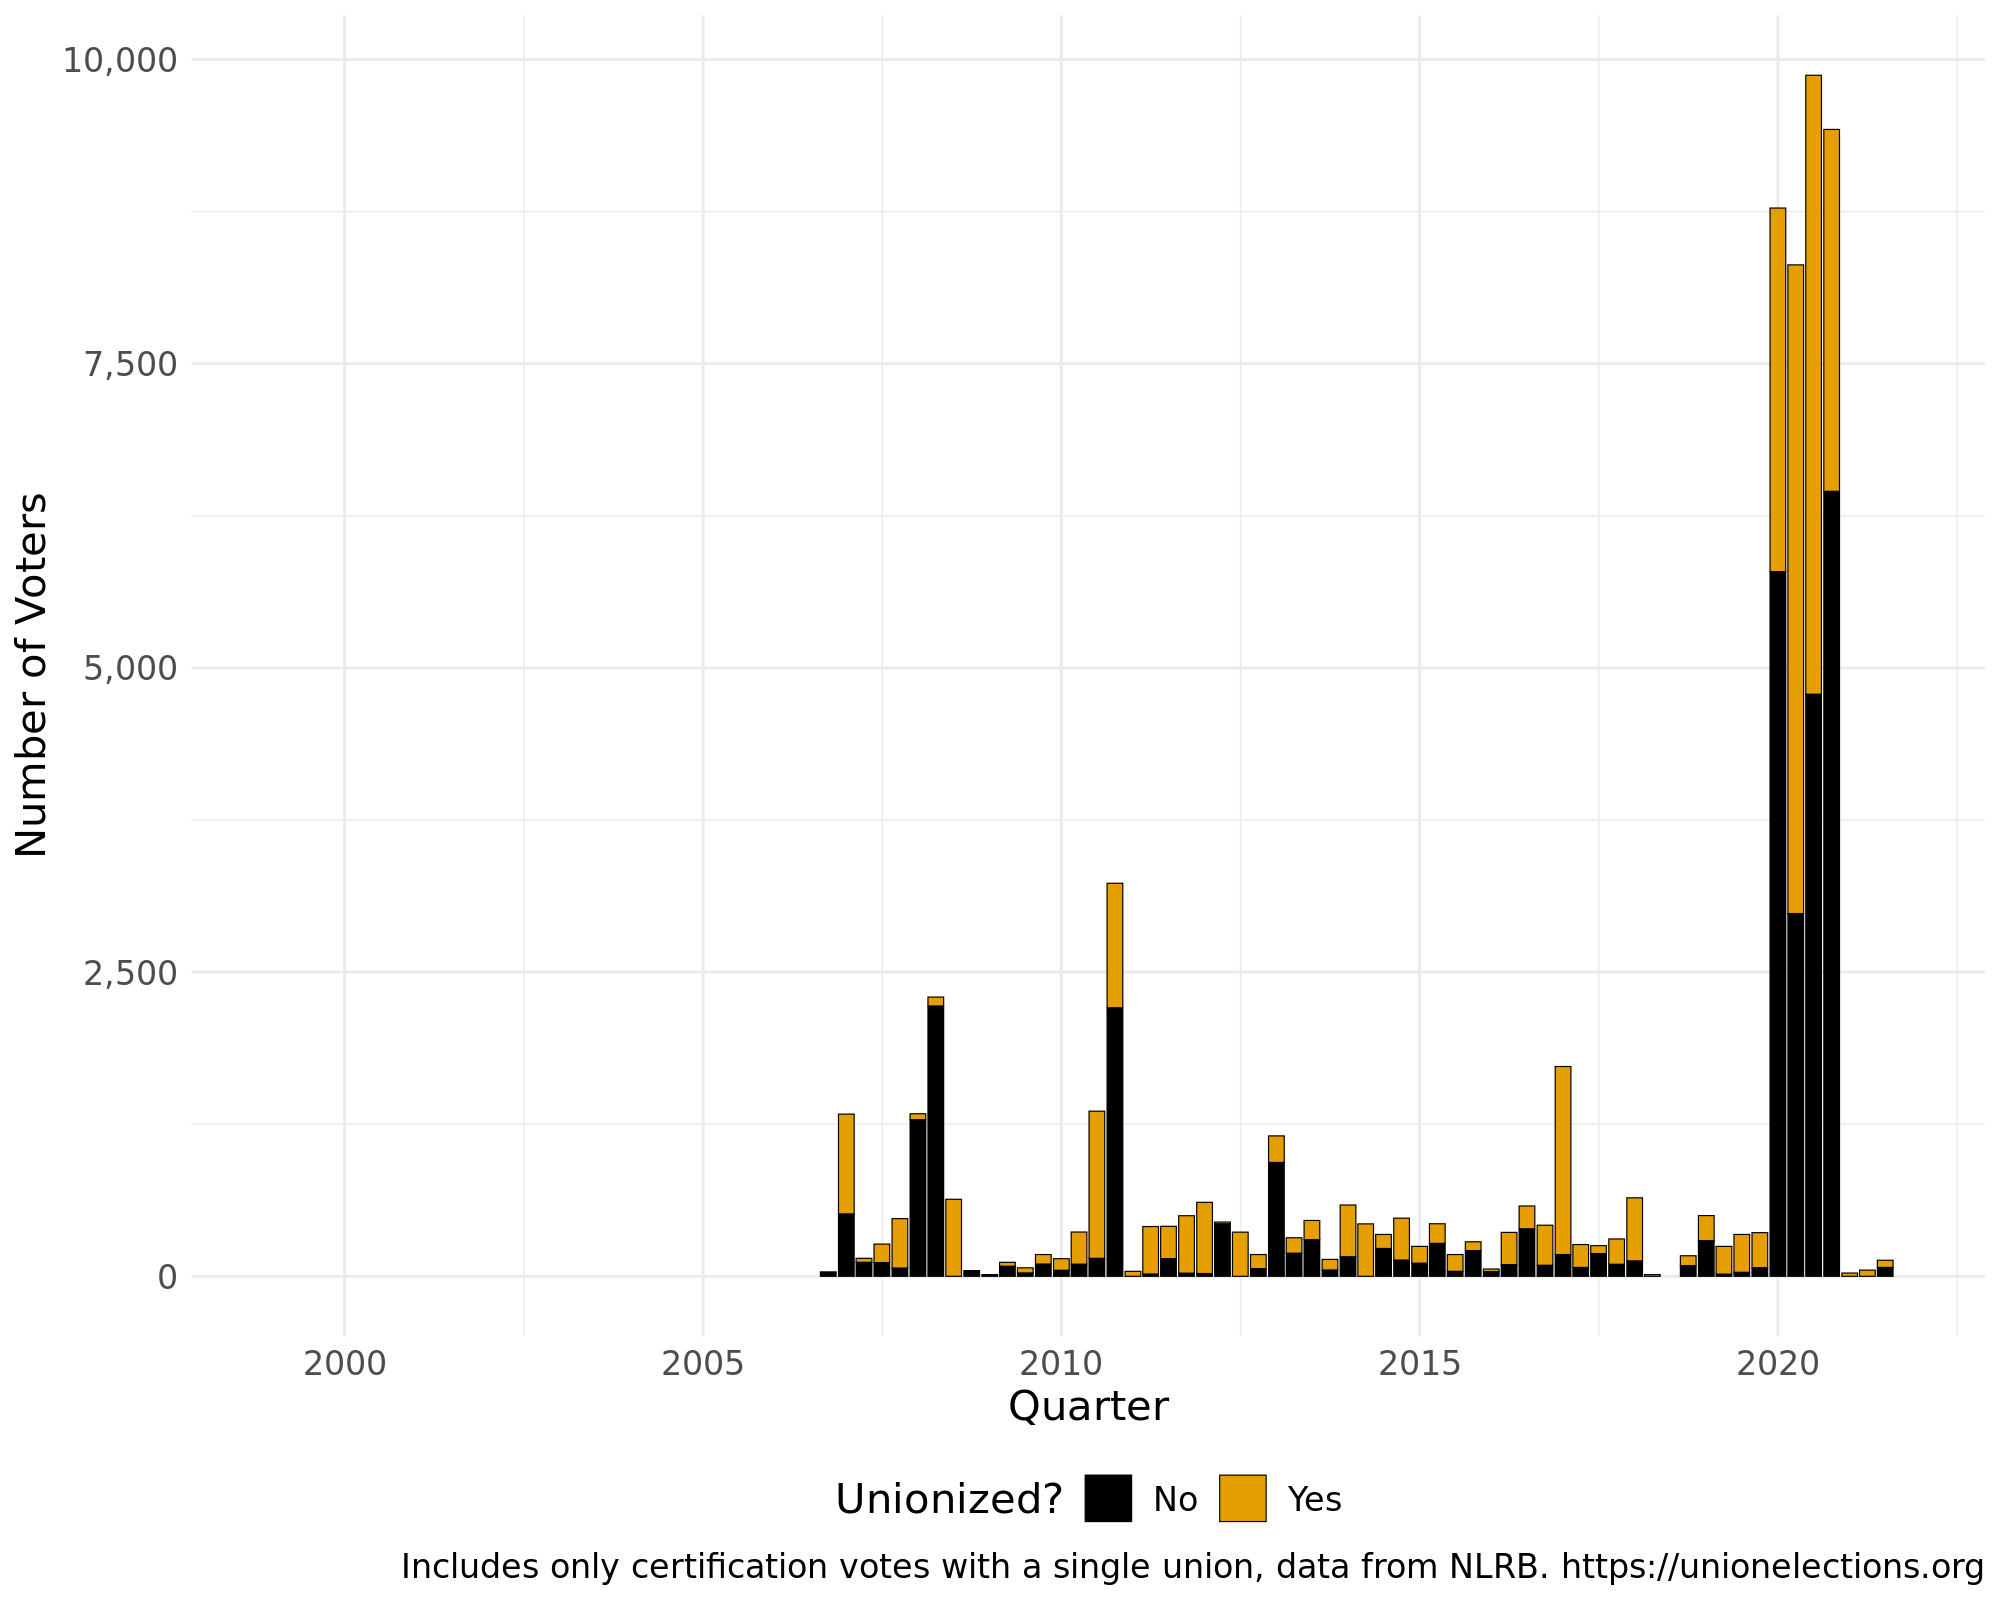 10,000
7,500
5,000
2,500
0
Number of Voters
2000 2005 2010 2015 2020
Quarter
Unionized? No Yes
Includes only certification votes with a single union, data from NLRB. https://unionelections.org